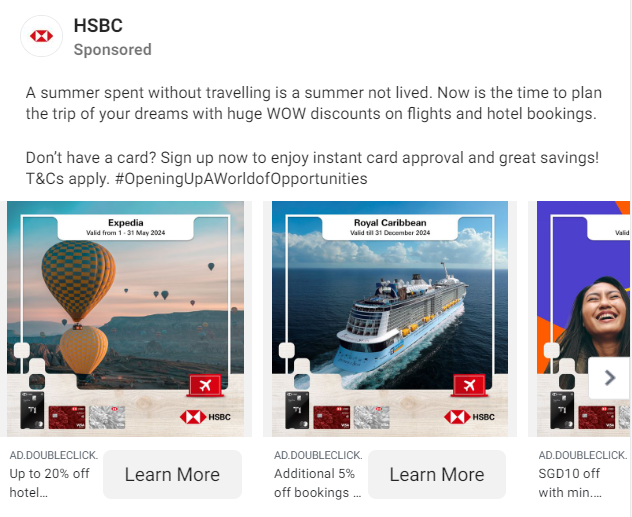 HSBC
Sponsored
A summer spent without travelling is a summer not lived. Now is the time to plan
the trip of your dreams with huge WOW discounts on flights and hotel bookings.
Don’t have a card? Sign up now to enjoy instant card approval and great savings!
T&Cs apply. #OpeningUpAWorldofOpportunities
Expedia
Valid from 1 - 31 May 2024
HSBC
AD.DOUBLECLICK.
Up to 20% off
hotel…
Learn More
Royal Caribbean
Valid till 31 December 2024
HSBC
AD.DOUBLECLICK.
Additional 5%
off bookings …
Learn More
Valid
AD.DOUBLECLICK.
SGD10 off
with min.…